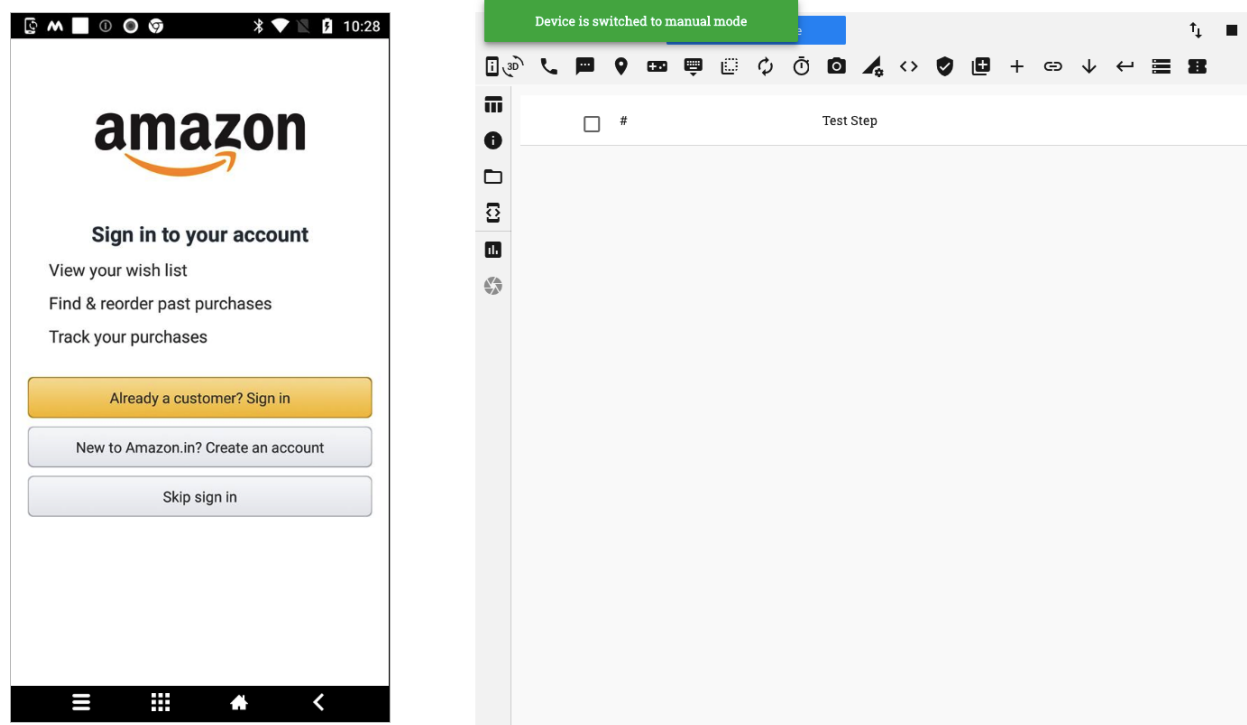 10:28
amazon
Sign in to your account
View your wish list
Find & reorder past purchases
Track your purchases
Already a customer? Sign in
New to Amazon.in? Create an account
Skip sign in
Device is switched to manual mode
e
3D
#
Test Step